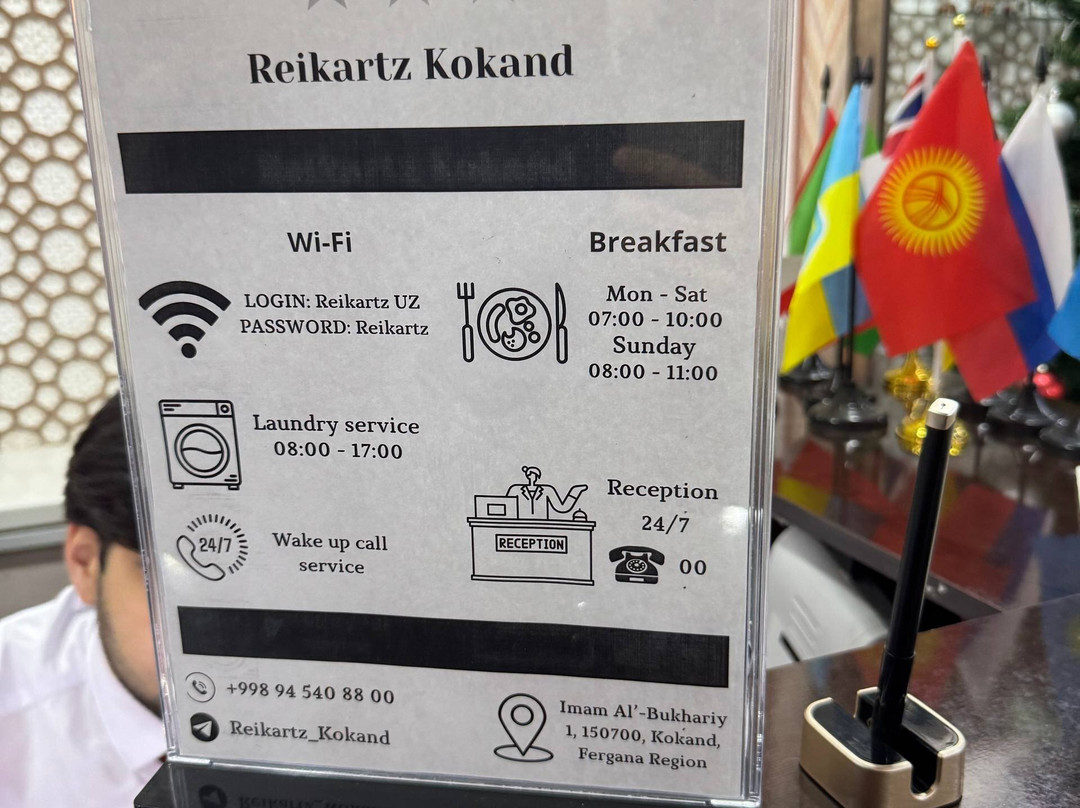 Reikartz Kokand
Wi-Fi
LOGIN: Reikartz UZ
PASSWORD: Reikartz
Breakfast
Mon - Sat
07:00 - 10:00
Sunday
08:00 - 11:00
Laundry service
08:00 - 17:00
24/7
Wake up call
service
RECEPTION
Reception
24/7
00
+998 94 540 88 00
Reikartz_Kokand
Imam Al’-Bukhariy
1, 150700, Kokand,
Fergana Region